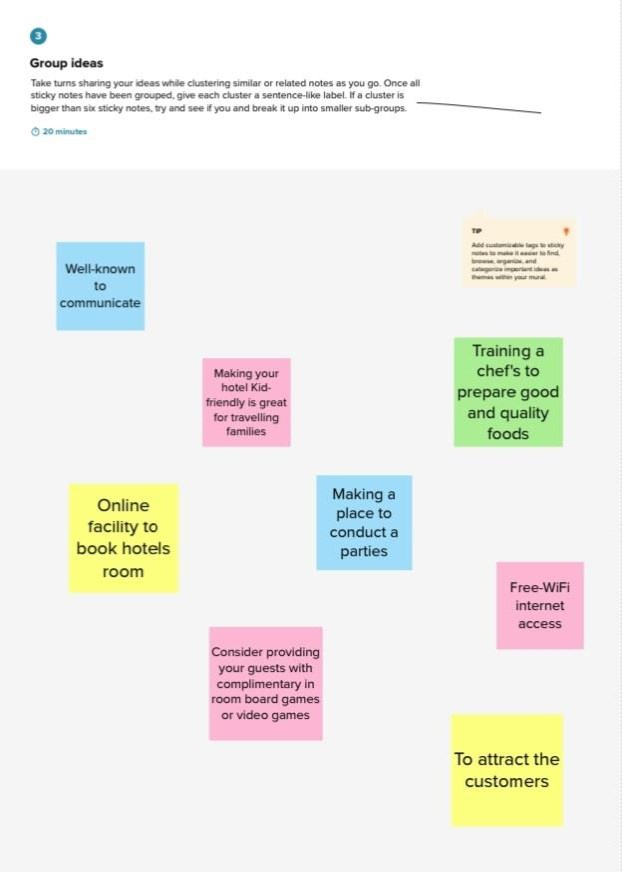 3
Group ideas
Take turns sharing your ideas while clustering similar or related notes as you go. Once all
sticky notes have been grouped, give each cluster a sentence-like label. If a cluster is
bigger than six sticky notes, try and see if you and break it up into smaller sub-groups.
20 minutes
TIP
Add customizable tags to sticky
notes to make it easier to find,
browse, organize, and
categorize important ideas as
themes within your mural.
Well-known
to
communicate
Training a
chef's to
prepare good
and quality
foods
Making your
hotel Kid-
friendly is great
for travelling
families
Online
facility to
book hotels
room
Making a
place to
conduct a
parties
Free-WiFi
internet
access
Consider providing
your guests with
complimentary in
room board games
or video games
To attract the
customers